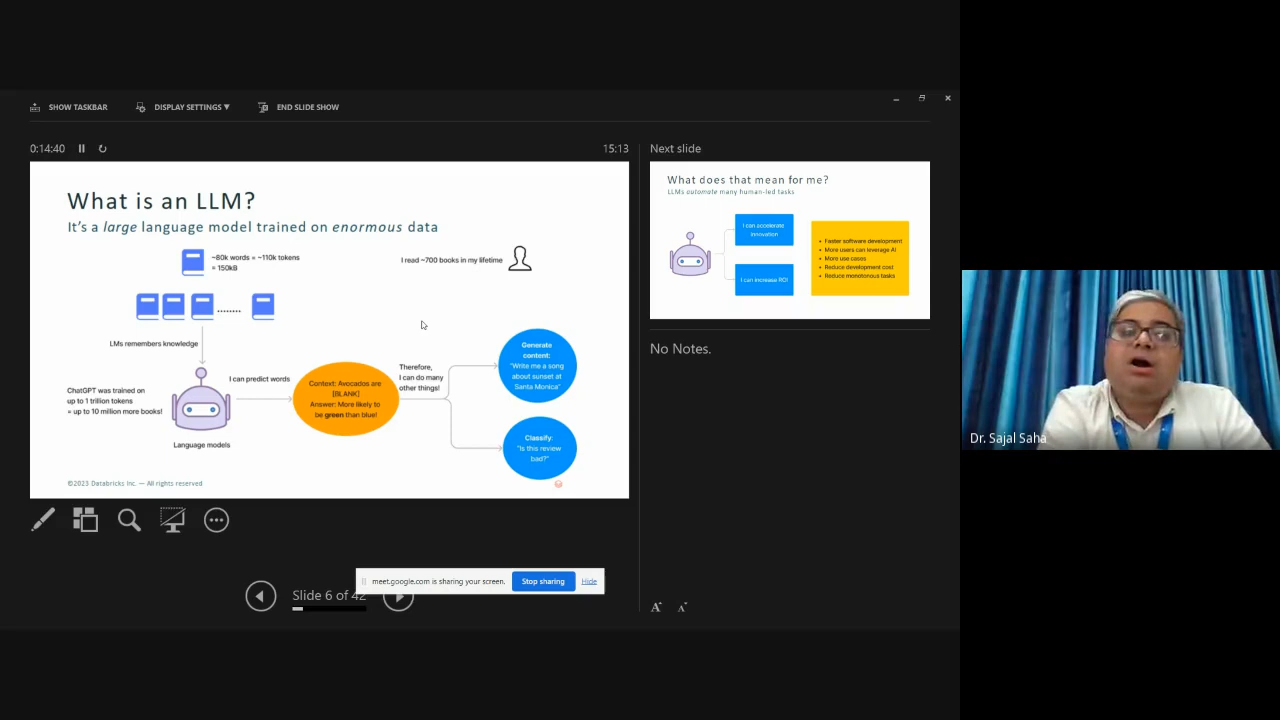 SHOW TASKBAR
DISPLAY SETTINGS ▼
END SLIDE SHOW
0:14:40
15:13
Next slide
What is an LLM?
It's a large language model trained on enormous data
~80k words = ~110k tokens
= 150kB
I read ~700 books in my lifetime
........
LMs remembers knowledge
ChatGPT was trained on
up to 1 trillion tokens
= up to 10 million more books!
Language models
I can predict words
Context: Avocados are
[BLANK]
Answer: More likely to
be green than blue!
Therefore,
I can do many
other things!
Generate
content:
"Write me a song
about sunset at
Santa Monica"
Classify:
"Is this review
bad?"
©2023 Databricks Inc. — All rights reserved
What does that mean for me?
LLMs automate many human-led tasks
I can accelerate
innovation
I can increase ROI
• Faster software development
• More users can leverage AI
• More use cases
• Reduce development cost
• Reduce monotonous tasks
No Notes.
Dr. Sajal Saha
meet.google.com is sharing your screen.
Stop sharing
Hide
Slide 6 of 42
A
A